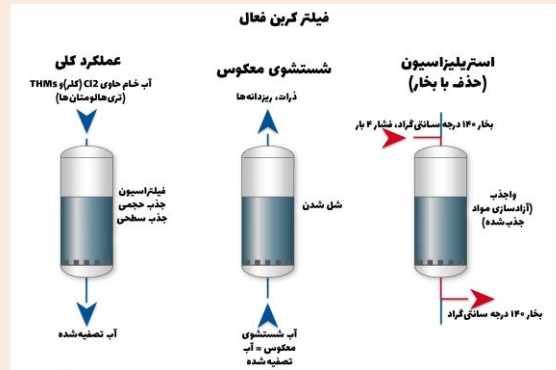 فیلتر کربن فعال
عملکرد کلی
آب خام حاوی Cl2 (کلر)و THMs
(تری‌هالومتان‌ها)
فیلتراسیون
جذب حجمی
جذب سطحی
آب تصفیه‌شده
شستشوی معکوس
ذرات، ریزدانه‌ها
شل شدن
آب شستشوی
معکوس = آب
تصفیه‌شده
استریلیزاسیون
(حذف با بخار)
بخار ۱۴۰ درجه سانتی‌گراد، فشار ۴ بار
واجذب
(آزادسازی مواد
جذب‌شده)
بخار ۱۴۰ درجه سانتی‌گراد